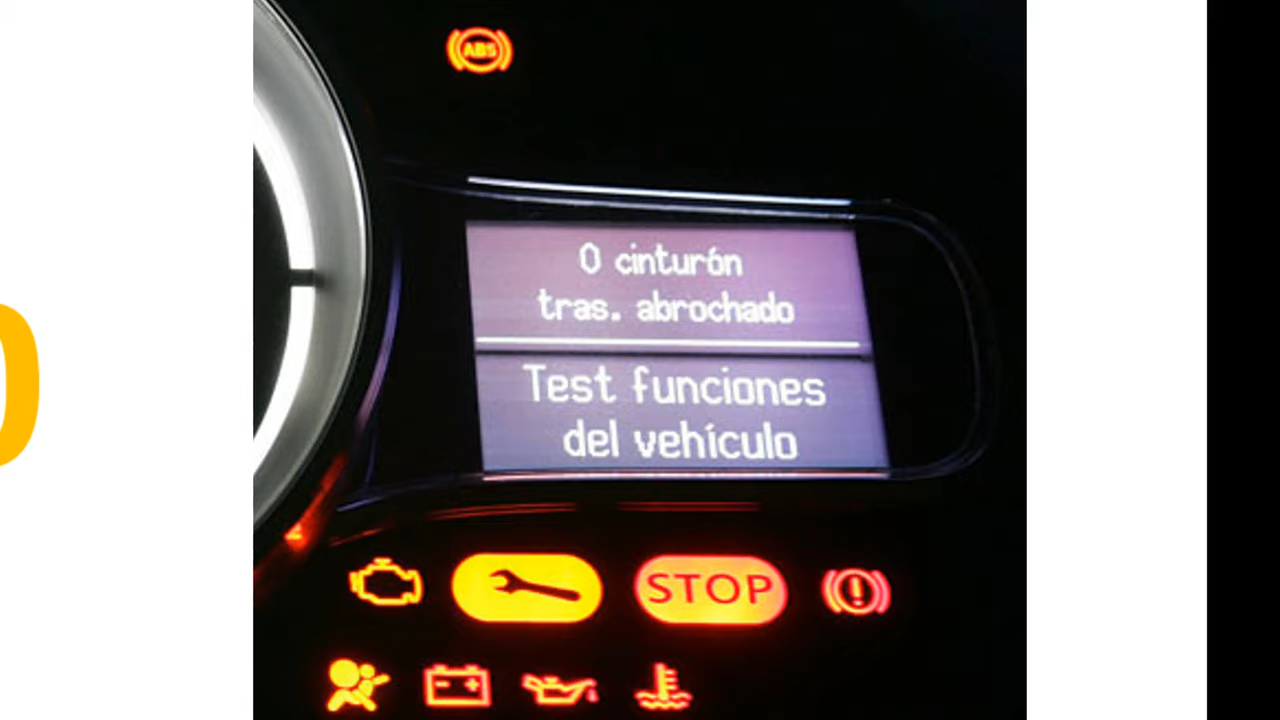 ABS
0 cinturón
tras. abrochado
Test funciones
del vehículo
STOP